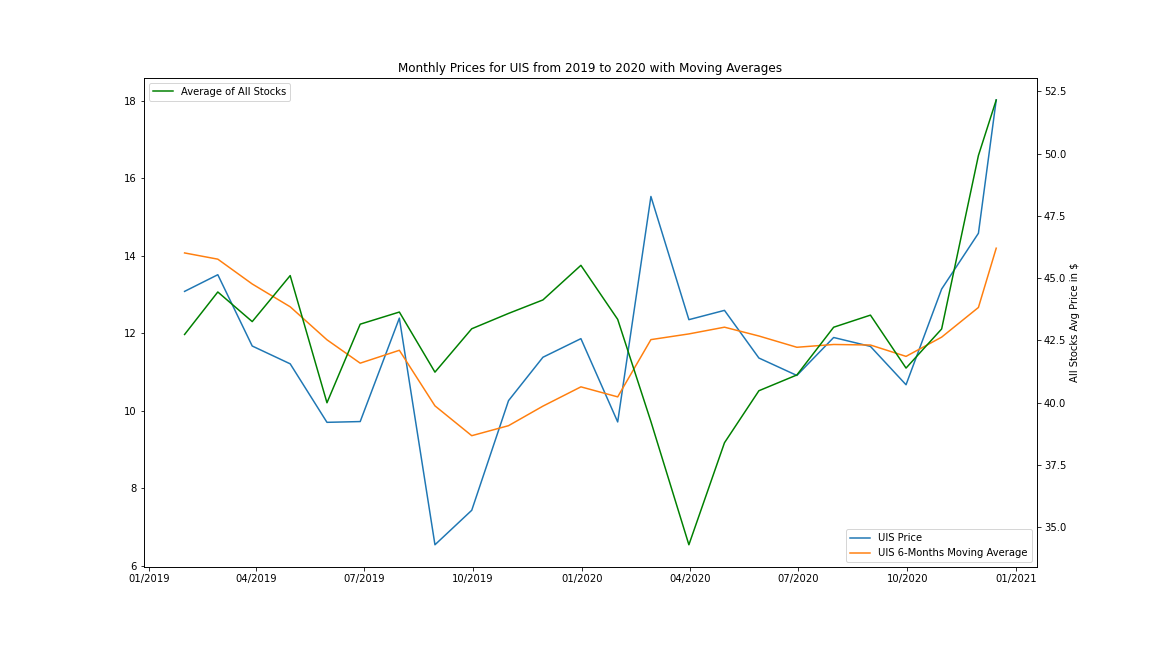 Monthly Prices for UIS from 2019 to 2020 with Moving Averages
Average of All Stocks
18
16
14
12
10
8
6
52.5
50.0
47.5
45.0
42.5
40.0
37.5
35.0
All Stocks Avg Price in $
UIS Price
UIS 6-Months Moving Average
01/2019 04/2019 07/2019 10/2019 01/2020 04/2020 07/2020 10/2020 01/2021